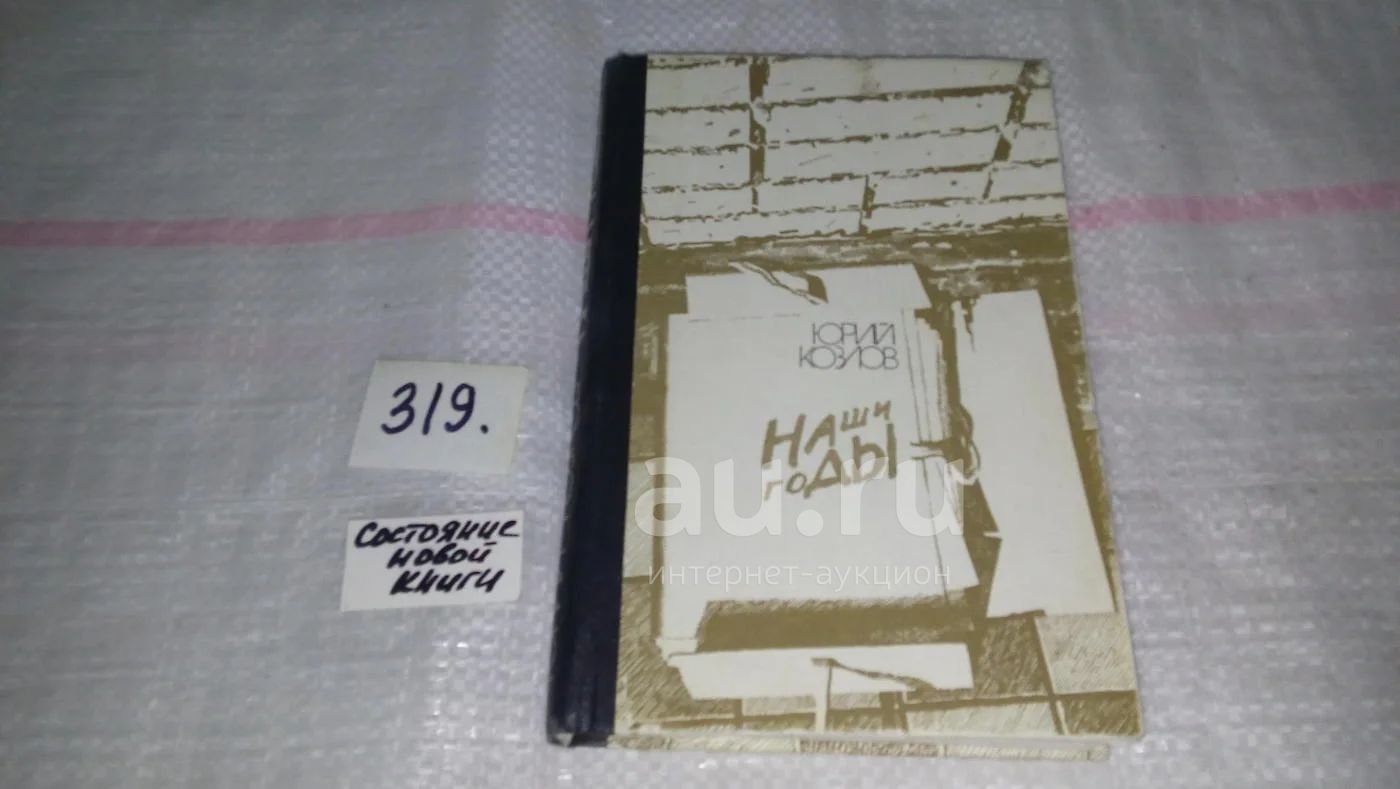 ЮРИЙ
КОЗЛОВ
НАШИ
ГОДЫ
319.
Состояние
новой
книги
au.ru
интернет-аукцион